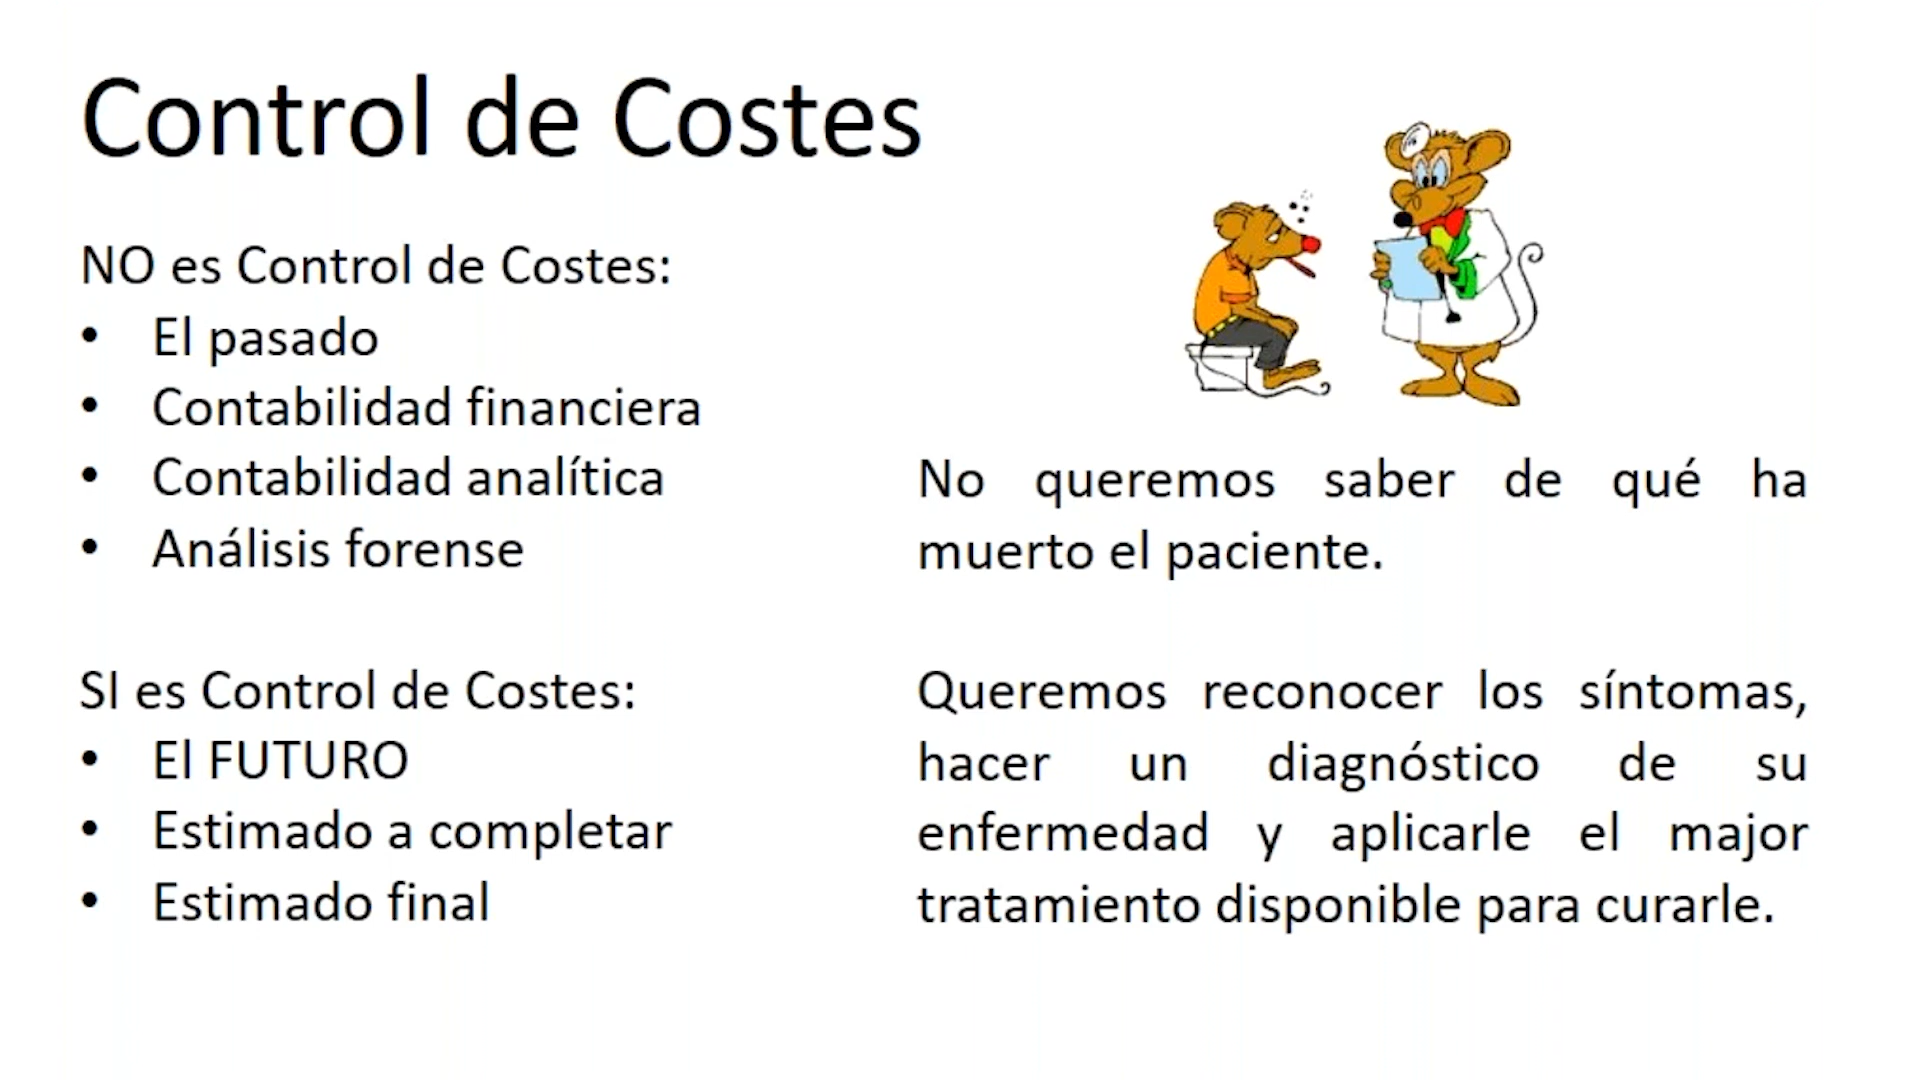 Control de Costes
NO es Control de Costes:
• El pasado
• Contabilidad financiera
• Contabilidad analítica
• Análisis forense
No queremos saber de qué ha
muerto el paciente.
SI es Control de Costes:
• El FUTURO
• Estimado a completar
• Estimado final
Queremos reconocer los síntomas,
hacer un diagnóstico de su
enfermedad y aplicarle el major
tratamiento disponible para curarle.